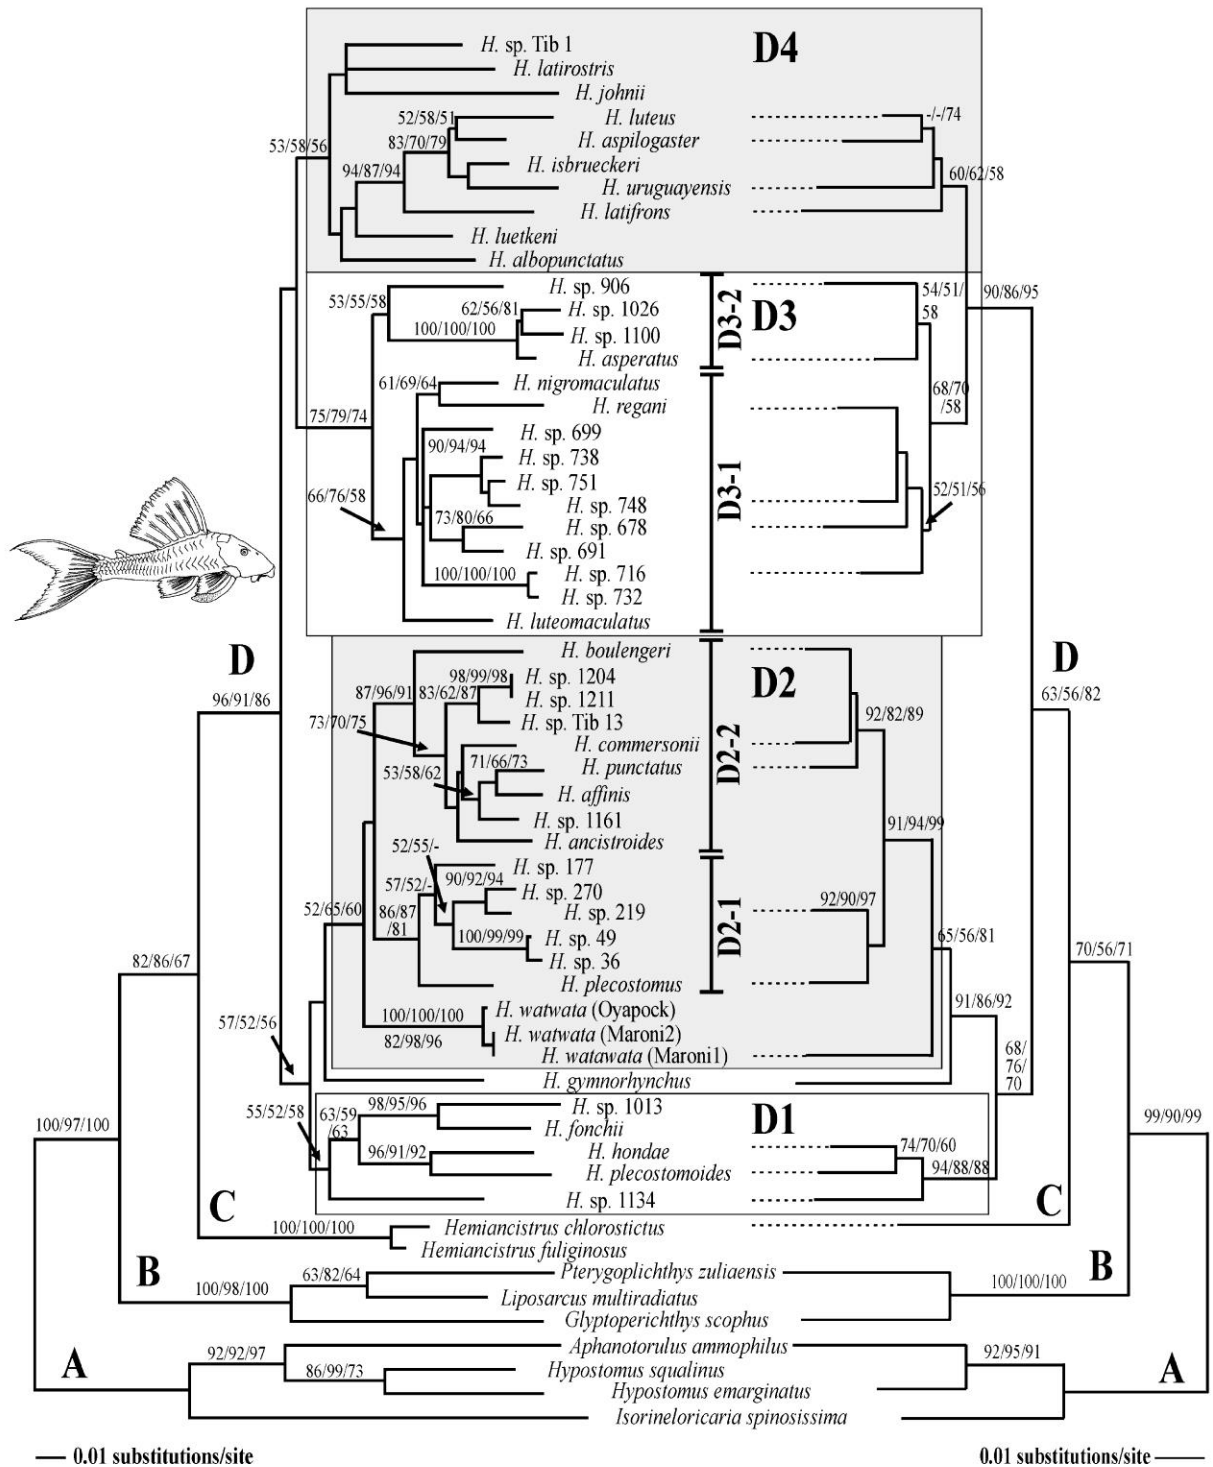 H. sp. Tib 1
D4
H. latirostris
H. johnii
52/58/51
H. luteus
-/-/74
H. aspilogaster
83/70/79
53/58/56
H. isbrueckeri
94/87/94
60/62/58
H. uruguayensis
H. latifrons
H. luetkeni
H. albopunctatus
H. sp. 906
54/51/
90/86/95
53/55/58
62/56/81
H. sp. 1026
D3-2
D3
58
100/100/100
H. sp. 1100
H. asperatus
61/69/64
H. nigromaculatus
68/70
H. regani
/58
75/79/74
H. sp. 699
90/94/94
H. sp. 738
D3-1
H. sp. 751
52/51/56
66/76/58
H. sp. 748
73/80/66
H. sp. 678
H. sp. 691
100/100/100
H. sp. 716
H. sp. 732
H. luteomaculatus
D
H. boulengeri
D
98/99/98
H. sp. 1204
D2
87/96/91
83/62/87
H. sp. 1211
63/56/82
96/91/86
73/70/75
H. sp. Tib 13
92/82/89
H. commersonii
D2-2
71/66/73
H. punctatus
53/58/62
H. affinis
H. sp. 1161
91/94/99
52/55/-
H. ancistroides
H. sp. 177
57/52/-
90/92/94
H. sp. 270
52/65/60
86/87
H. sp. 219
D2-1
92/90/97
/81
100/99/99
H. sp. 49
65/56/81
82/86/67
H. sp. 36
70/56/71
H. plecostomus
H. watwata (Oyapock)
91/86/92
57/52/56
100/100/100
H. watwata (Maroni2)
82/98/96
H. watawata (Maroni1)
68/
76/
70
H. gymnorhynchus
55/52/58
63/59
98/95/96
H. sp. 1013
D1
100/97/100
/63
H. fonchii
99/90/99
96/91/92
H. hondae
74/70/60
H. plecostomoides
94/88/88
C
H. sp. 1134
C
100/100/100
Hemiancistrus chlorostictus
Hemiancistrus fuliginosus
B
63/82/64
Pterygoplichthys zuliaensis
B
100/98/100
Liposarcus multiradiatus
100/100/100
Glyptoperichthys scophus
A
92/92/97
Aphanotorulus ammophilus
92/95/91
A
86/99/73
Hypostomus squalinus
Hypostomus emarginatus
Isorineloricaria spinosissima
0.01 substitutions/site
0.01 substitutions/site